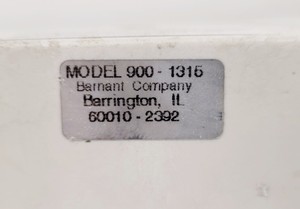 MODEL 900 - 1315
Barnant Company
Barrington, IL
60010 - 2392